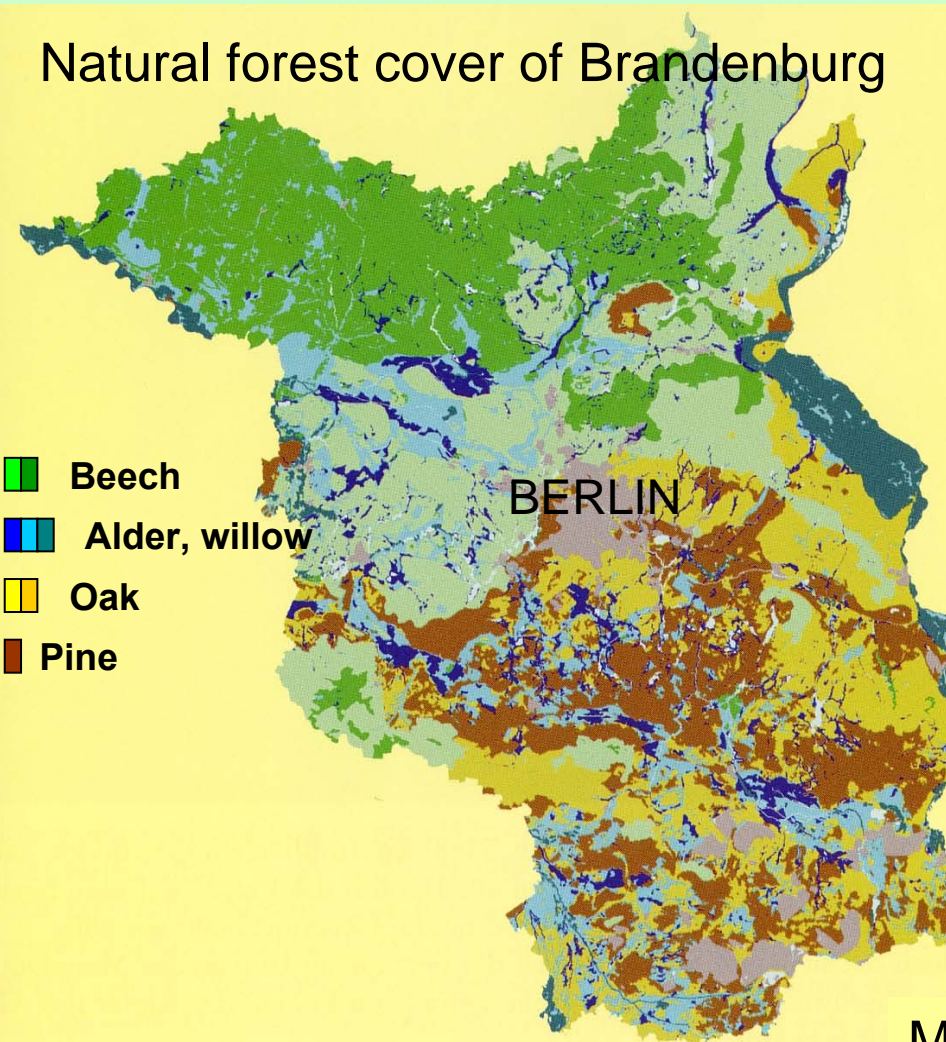 Natural forest cover of Brandenburg
BERLIN
Beech
Alder, willow
Oak
Pine
M